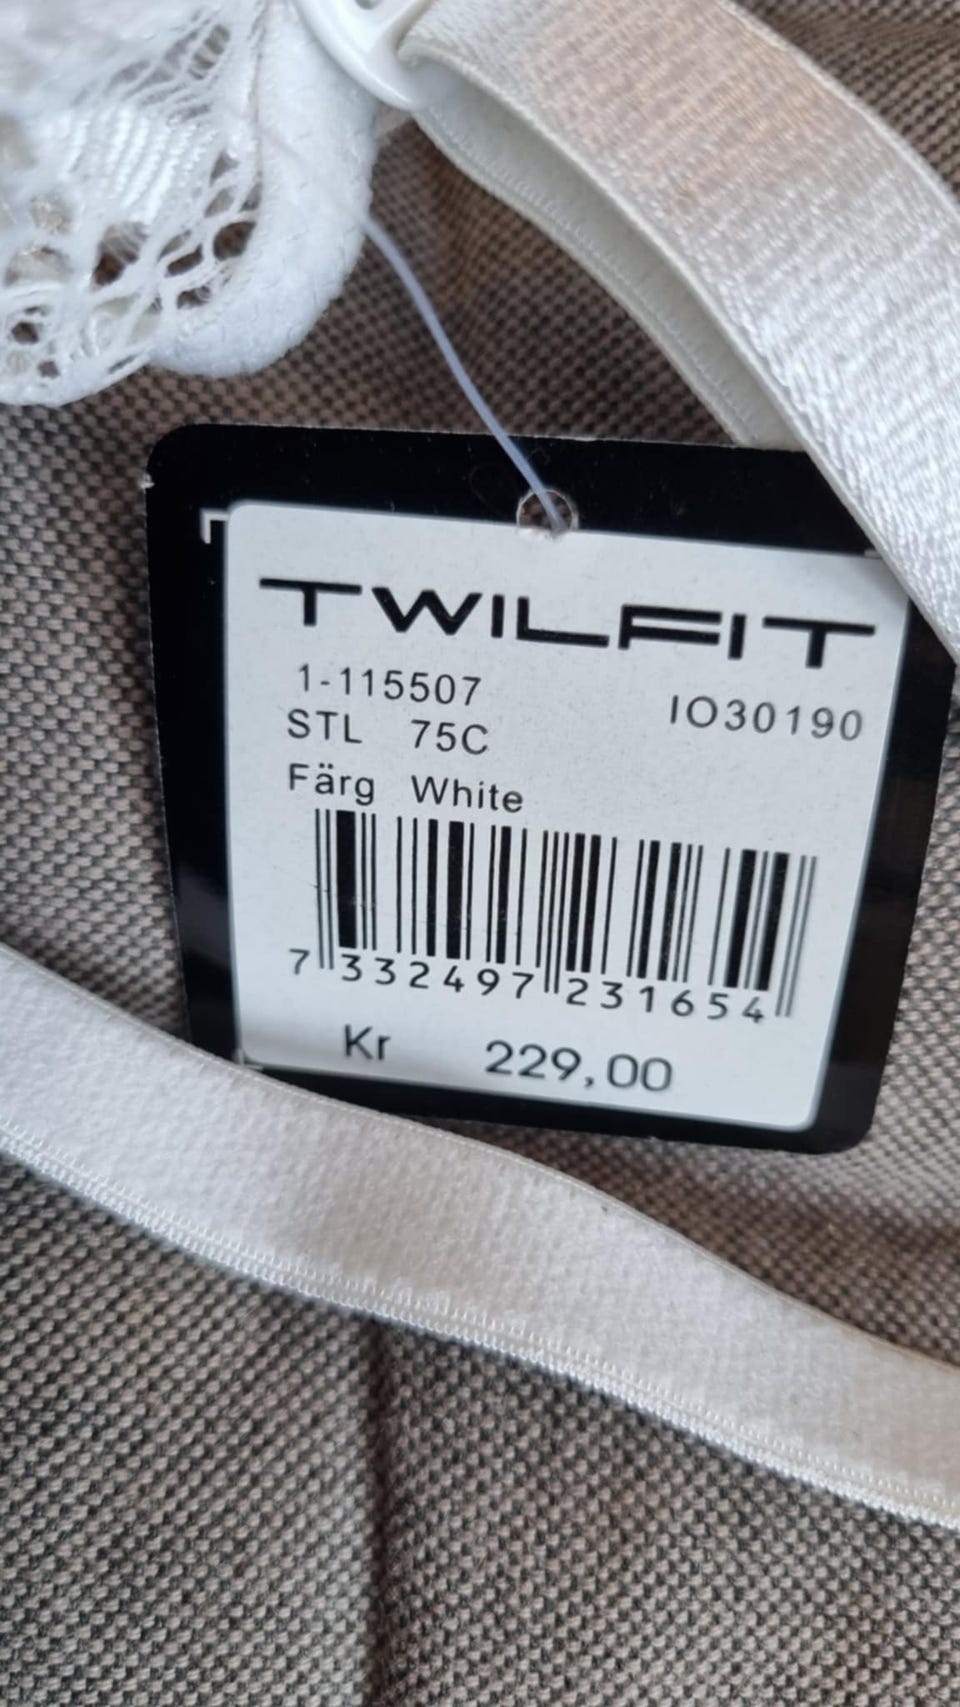 TWILFIT
1-115507
IO30190
STL 75C
Färg White
7 332497 231654
Kr 229,00